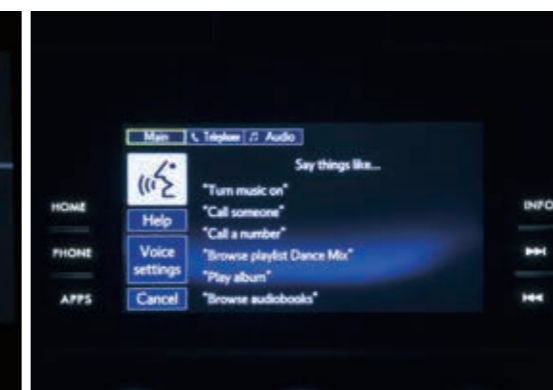 Main Telephone Audio
Say things like...
"Turn music on"
"Call someone"
"Call a number"
"Browse playlist Dance Mix"
"Play album"
"Browse audiobooks"
Help
Voice
settings
Cancel
HOME
PHONE
APPS
INFO